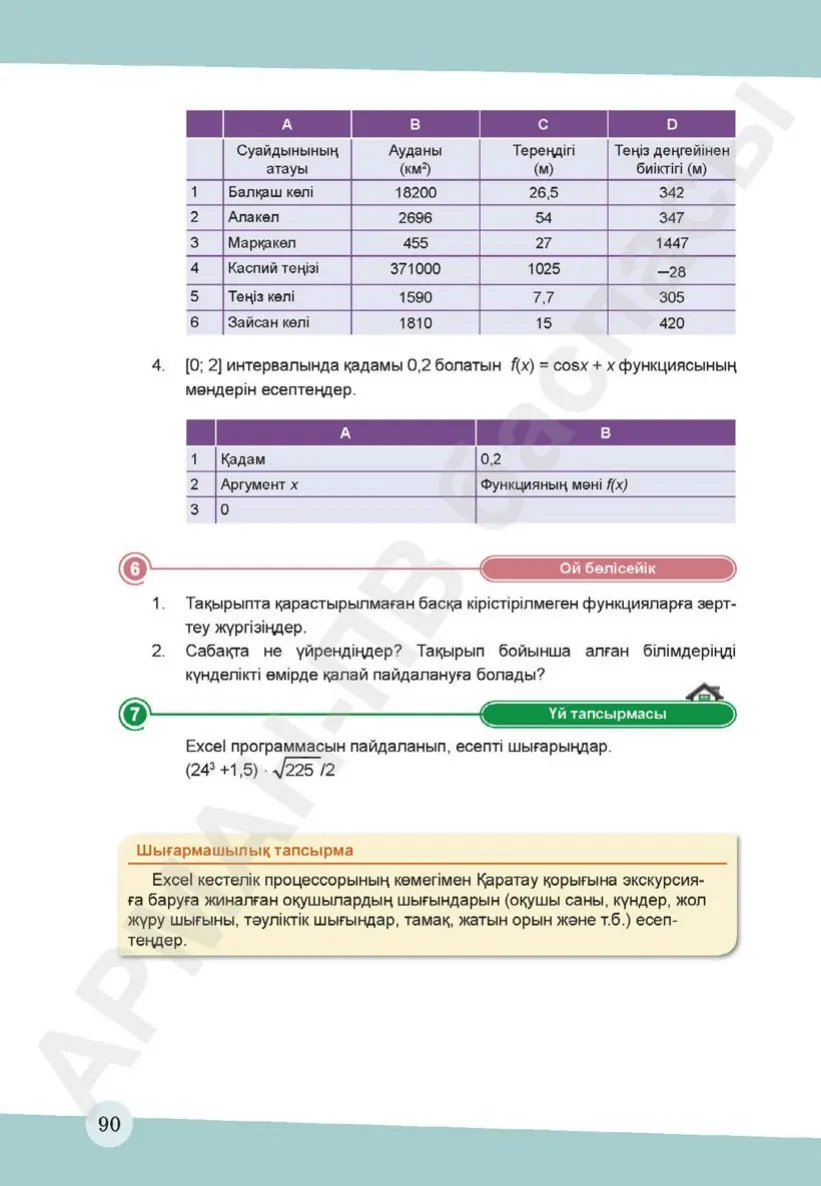 A B C D
Суайдынының атауы Ауданы (км²) Тереңдігі (м) Теңіз деңгейінен биіктігі (м)
1 Балқаш көлі 18200 26,5 342
2 Алакөл 2696 54 347
3 Марқакөл 455 27 1447
4 Каспий теңізі 371000 1025 –28
5 Теңіз көлі 1590 7,7 305
6 Зайсан көлі 1810 15 420
4. [0; 2] интервалында қадамы 0,2 болатын f(x) = cosx + x функциясының
мәндерін есептеңдер.
A B
1 Қадам 0,2
2 Аргумент x Функцияның мәні f(x)
3 0
6 Ой бөлісейік
1. Тақырыпта қарастырылмаған басқа кірістірілмеген функцияларға зерт-
теу жүргізіңдер.
2. Сабақта не үйрендіңдер? Тақырып бойынша алған білімдеріңді
күнделікті өмірде қалай пайдалануға болады?
7 Үй тапсырмасы
Excel программасын пайдаланып, есепті шығарыңдар.
(24³ +1,5) · √225 /2
Шығармашылық тапсырма
Excel кестелік процессорының көмегімен Қаратау қорығына экскурсия-
ға баруға жиналған оқушылардың шығындарын (оқушы саны, күндер, жол
жүру шығыны, тәуліктік шығындар, тамақ, жатын орын және т.б.) есеп-
теңдер.
90
АРМАН-ПВ баспасы